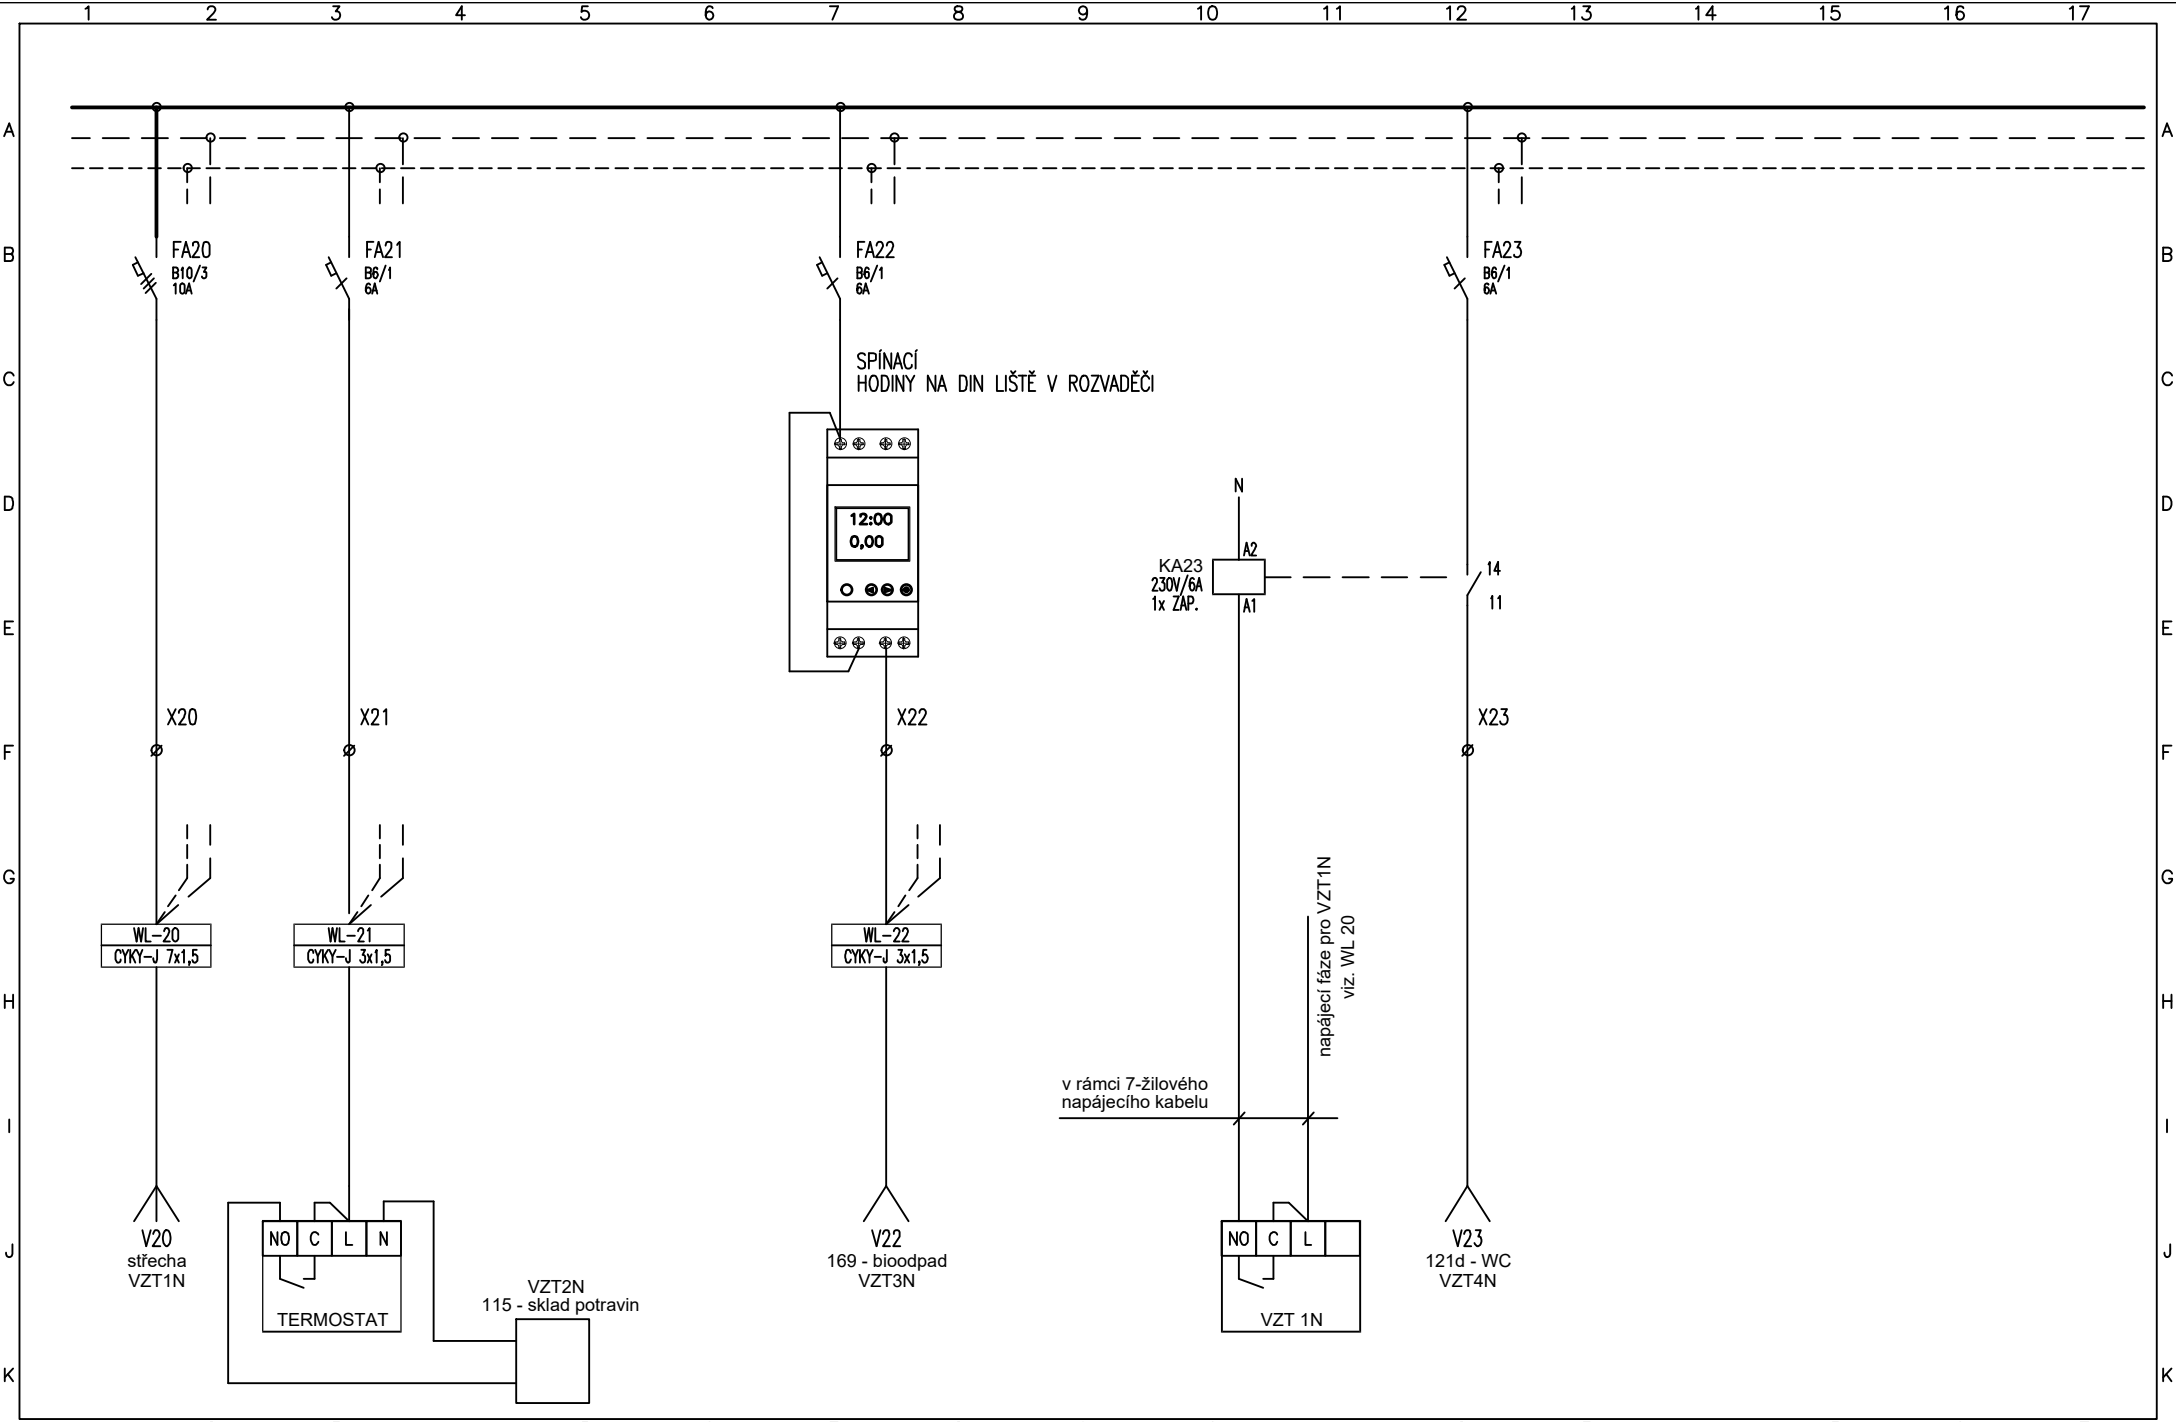 1 2 3 4 5 6 7 8 9 10 11 12 13 14 15 16 17
A A
B B
C C
D D
E E
F F
G G
H H
I I
J J
K K
FA20
B10/3
10A
FA21
B6/1
6A
FA22
B6/1
6A
FA23
B6/1
6A
SPÍNACÍ
HODINY NA DIN LIŠTĚ V ROZVADĚČI
12:00
0,00
N
A2
KA23
230V/6A
1x ZAP.
A1
14
11
X20
X21
X22
X23
WL-20
CYKY-J 7x1,5
WL-21
CYKY-J 3x1,5
WL-22
CYKY-J 3x1,5
napájecí fáze pro VZT1N
viz. WL 20
v rámci 7-žilového
napájecího kabelu
V20
střecha
VZT1N
NO C L N
TERMOSTAT
VZT2N
115 - sklad potravin
V22
169 - bioodpad
VZT3N
NO C L
VZT 1N
V23
121d - WC
VZT4N